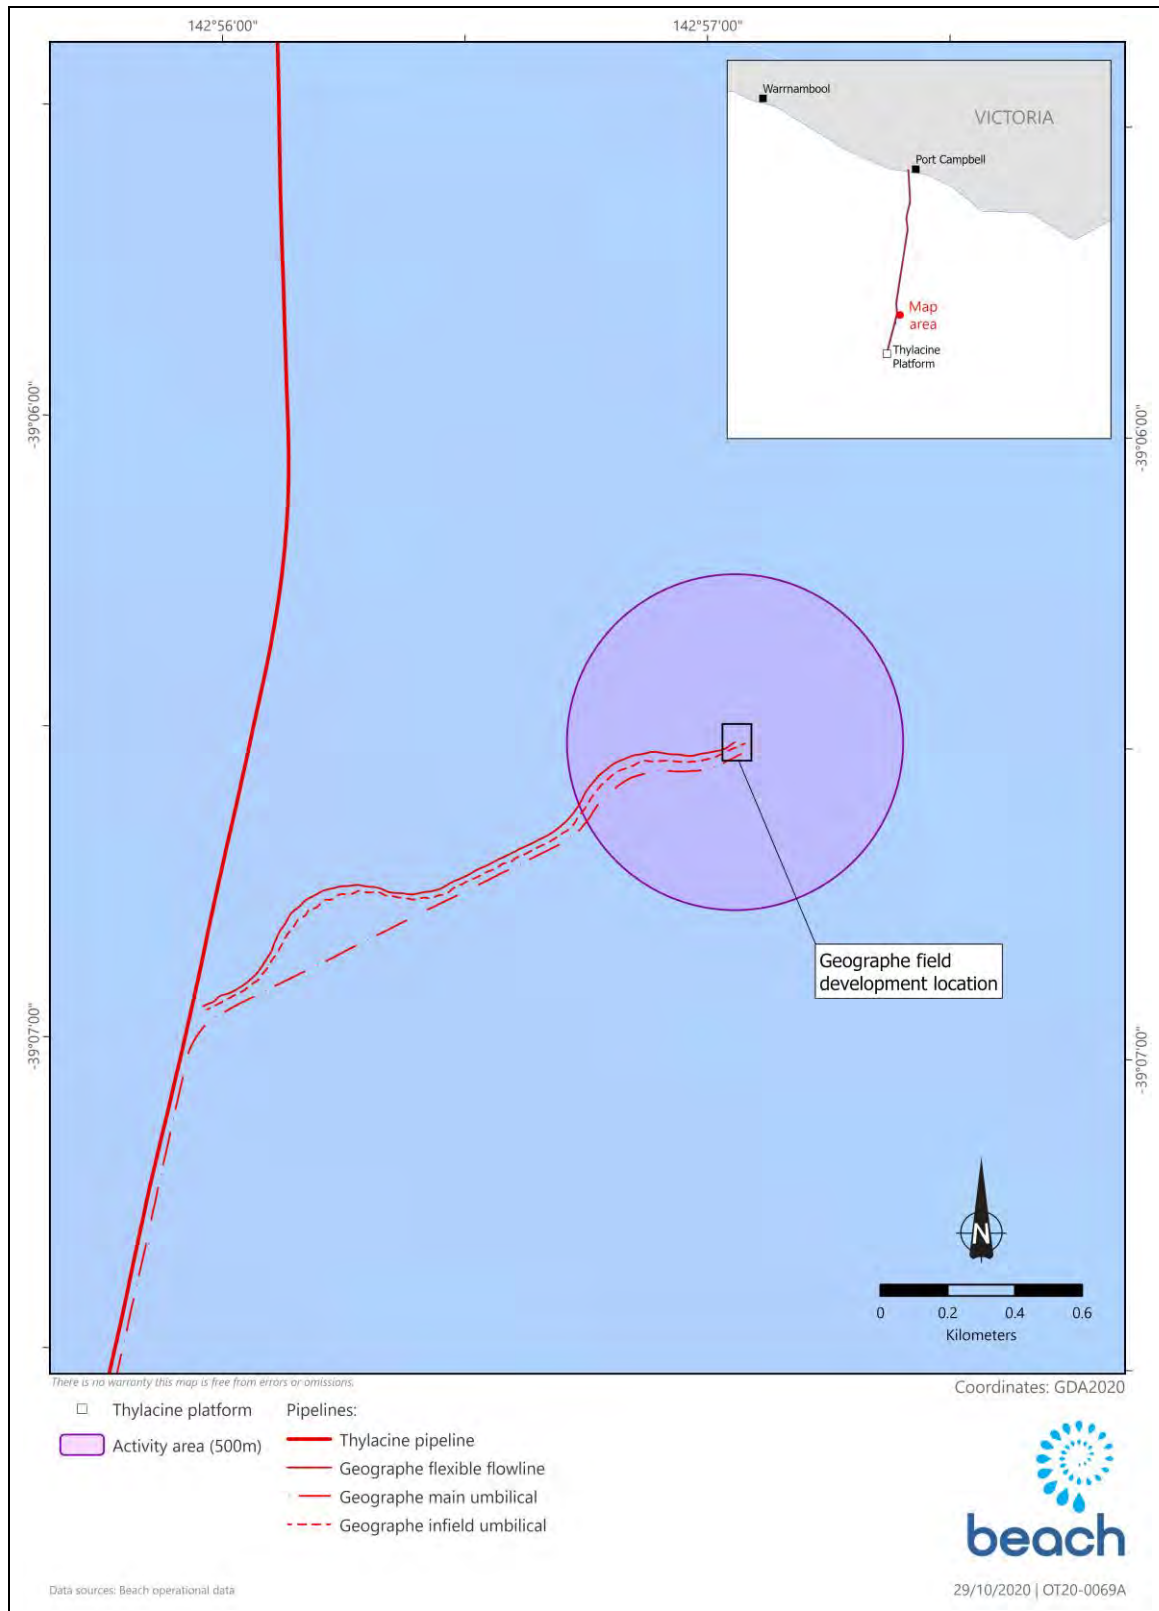 142°56'00"
142°57'00"
Warrnambool
VICTORIA
Port Campbell
Map
area
Thylacine
Platform
-39°06'00"
-39°06'00"
Geographe field
development location
-39°07'00"
-39°07'00"
N
0 0.2 0.4 0.6
Kilometers
There is no warranty this map is free from errors or omissions.
Coordinates: GDA2020
Thylacine platform
Activity area (500m)
Pipelines:
Thylacine pipeline
Geographe flexible flowline
Geographe main umbilical
Geographe infield umbilical
beach
Data sources: Beach operational data
29/10/2020 | OT20-0069A